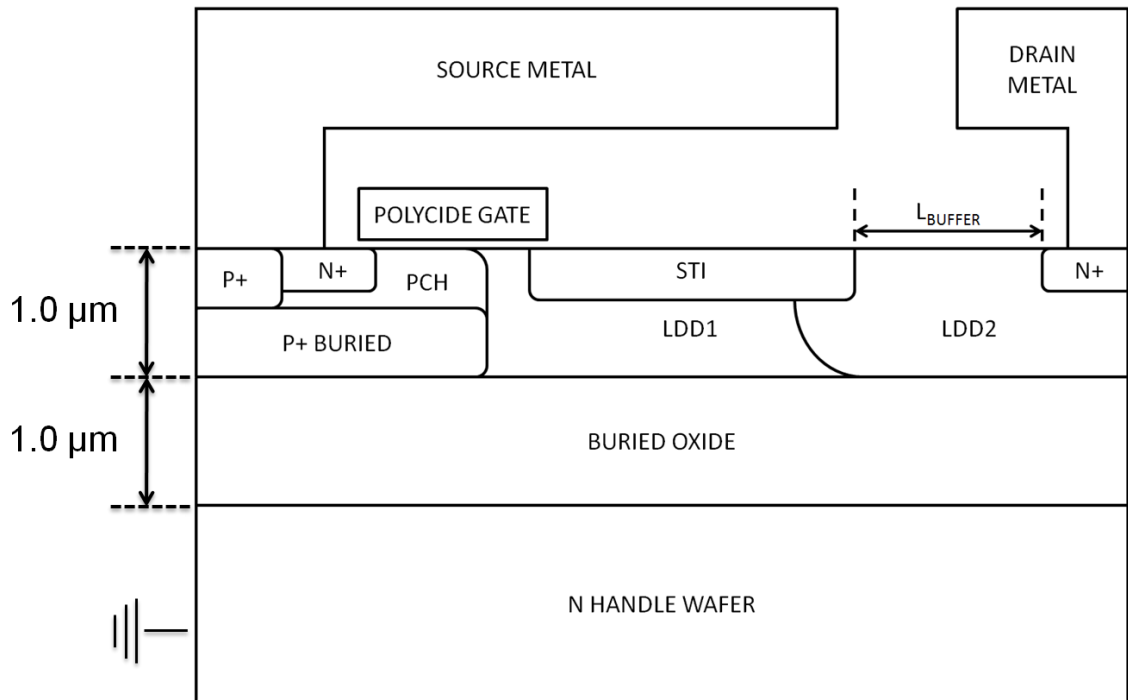 SOURCE METAL
DRAIN
METAL
POLYCIDE GATE
LBUFFER
P+
N+
PCH
STI
N+
1.0 µm
P+ BURIED
LDD1
LDD2
1.0 µm
BURIED OXIDE
N HANDLE WAFER